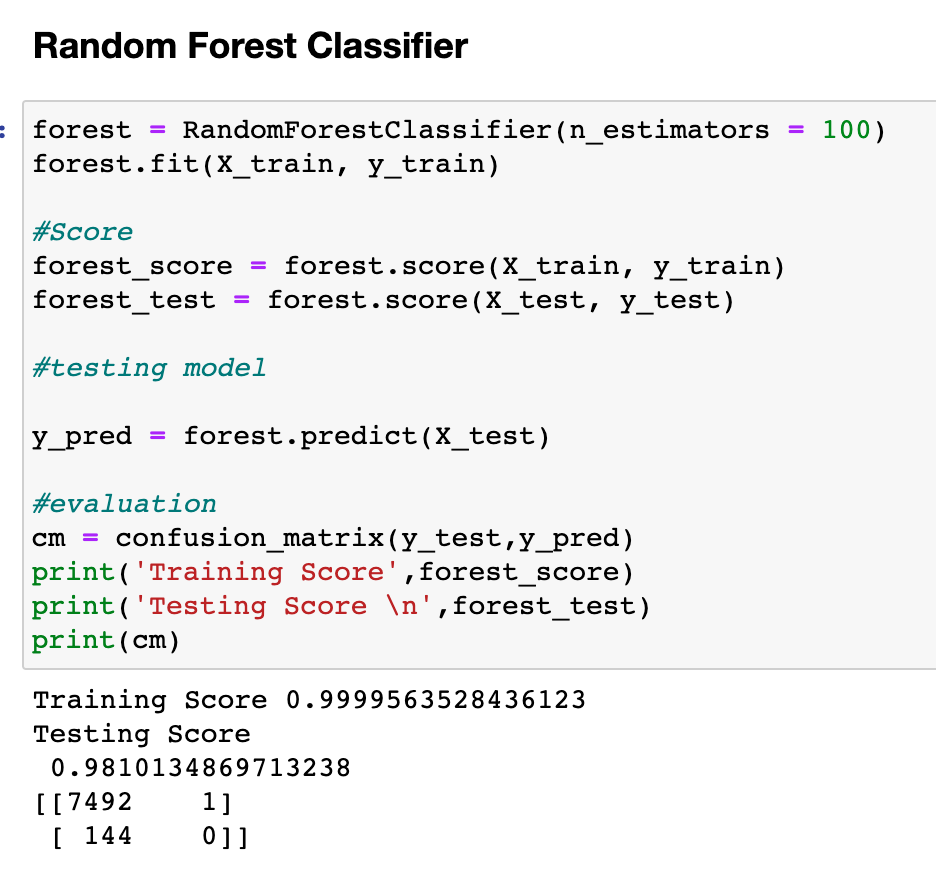 Random Forest Classifier
:
forest = RandomForestClassifier(n_estimators = 100)
forest.fit(X_train, y_train)
#Score
forest_score = forest.score(X_train, y_train)
forest_test = forest.score(X_test, y_test)
#testing model
y_pred = forest.predict(X_test)
#evaluation
cm = confusion_matrix(y_test,y_pred)
print('Training Score',forest_score)
print('Testing Score \n',forest_test)
print(cm)
Training Score 0.9999563528436123
Testing Score
 0.9810134869713238
[[7492    1]
 [ 144    0]]